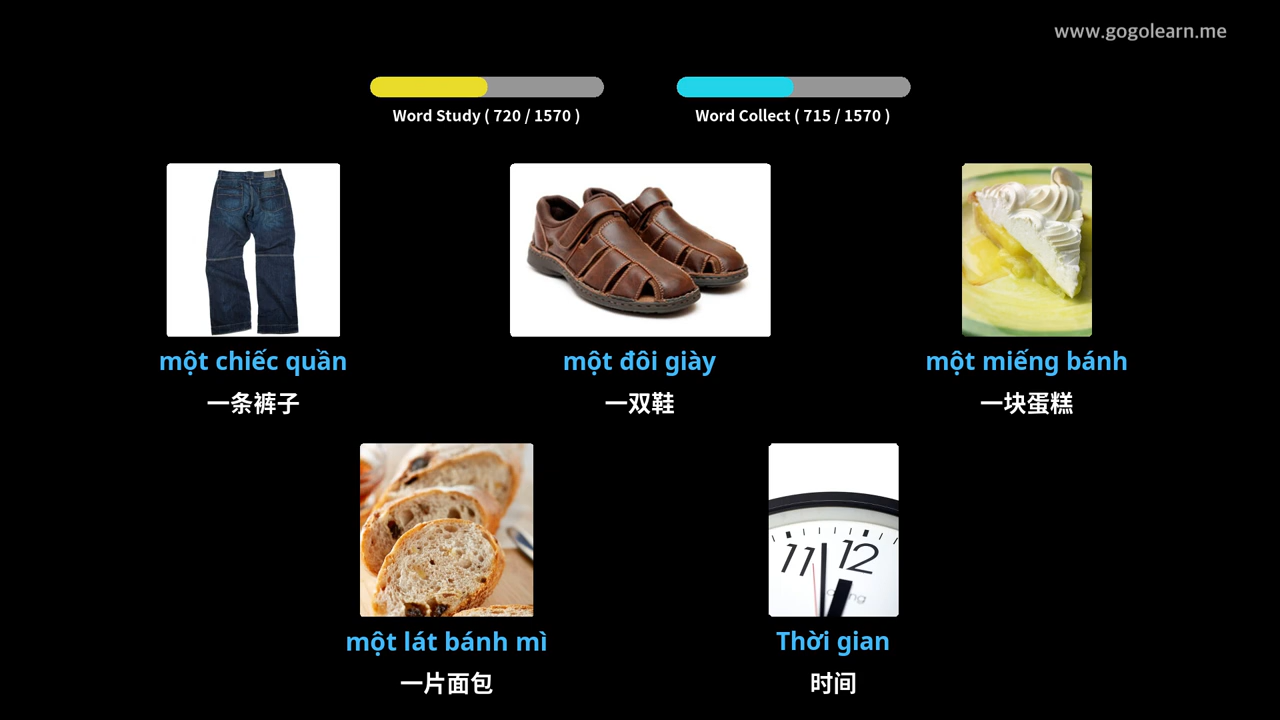 www.gogolearn.me
Word Study ( 720 / 1570 )
Word Collect ( 715 / 1570 )
một chiếc quần
一条裤子
một đôi giày
一双鞋
một miếng bánh
一块蛋糕
11 12
một lát bánh mì
一片面包
Thời gian
时间